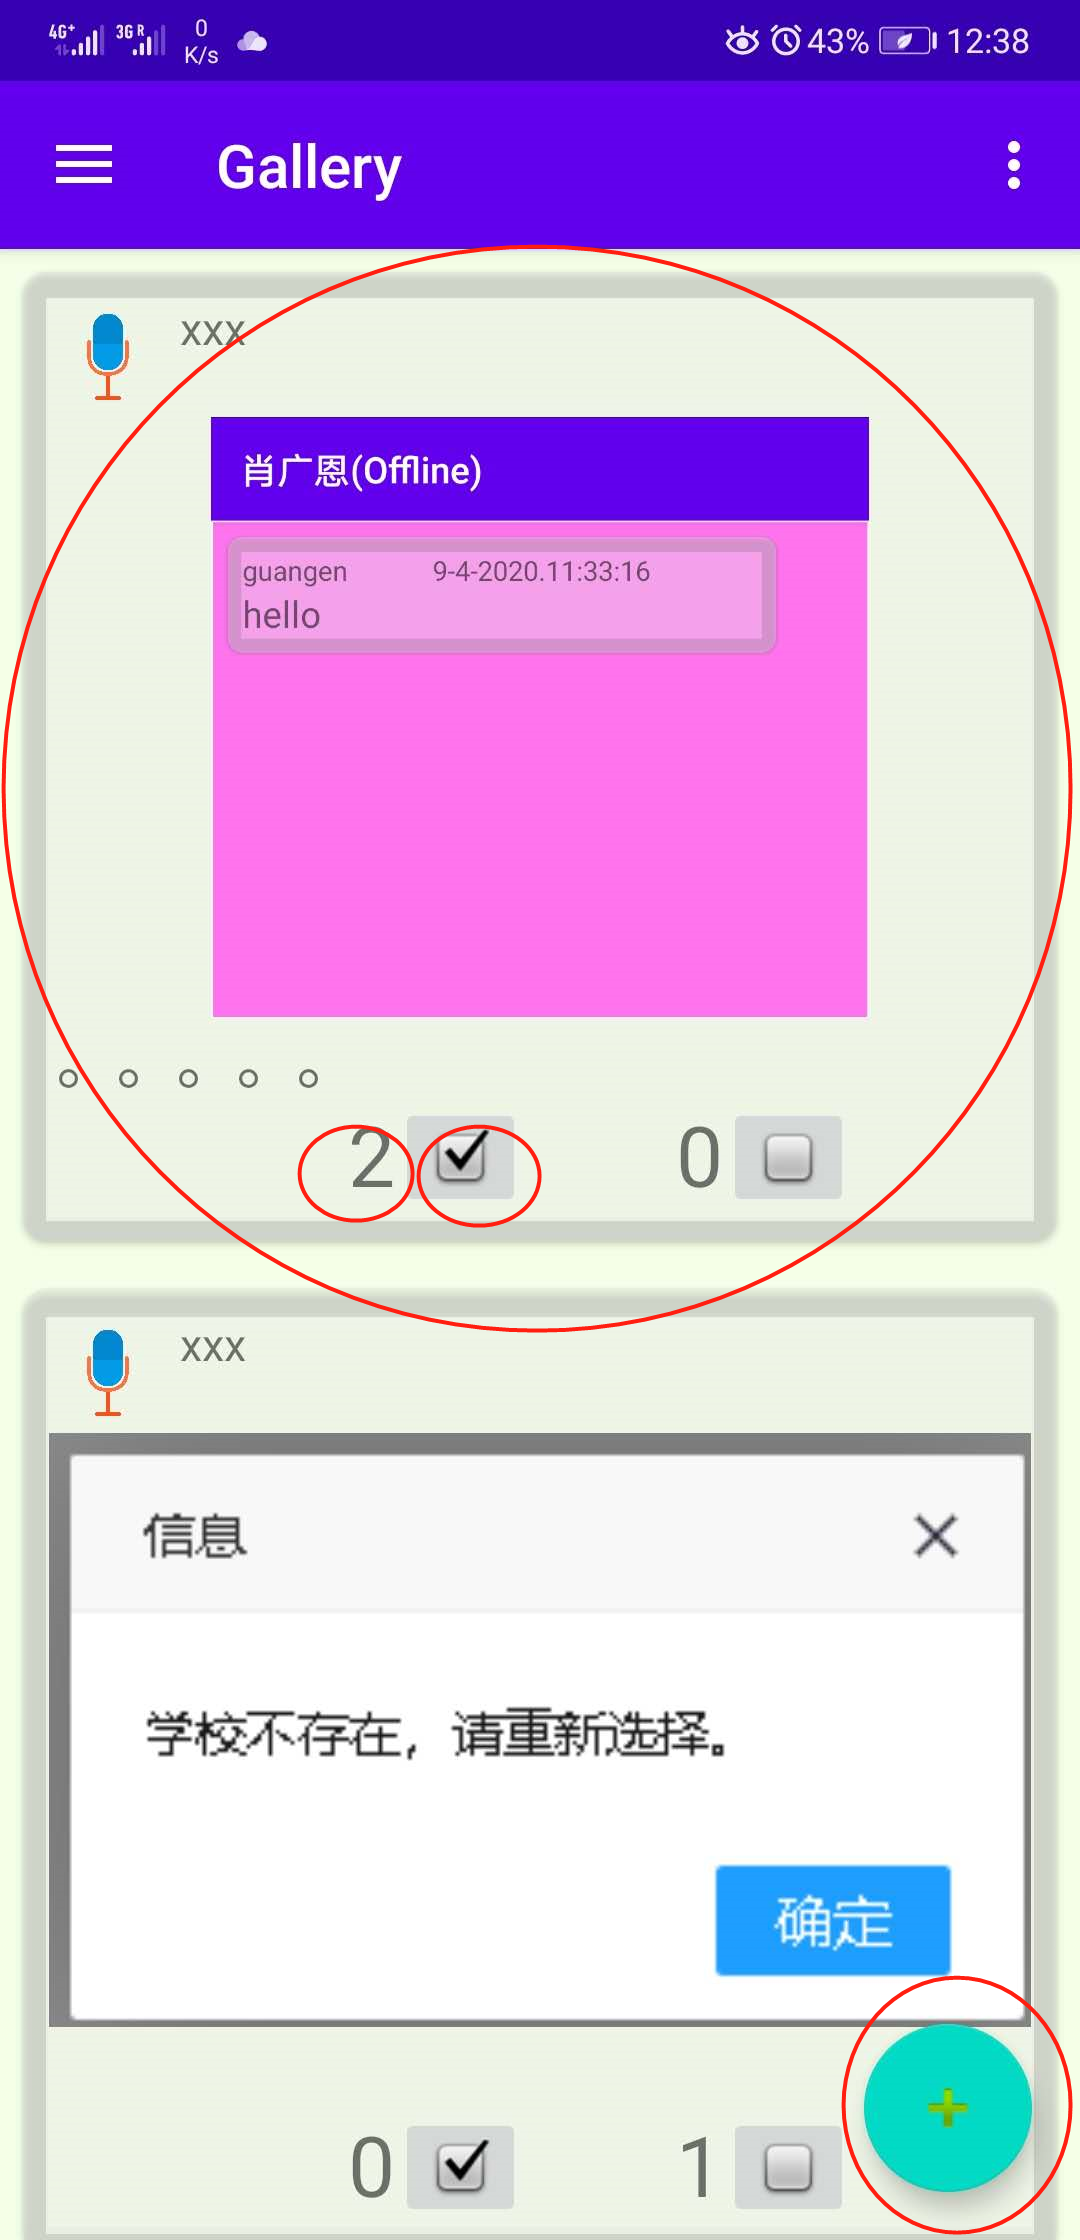 4G+ 3G R 0 K/s 43% 12:38
Gallery
xxx
肖广恩(Offline)
guangen 9-4-2020.11:33:16
hello
2 0
xxx
信息
学校不存在，请重新选择。
确定
0 1